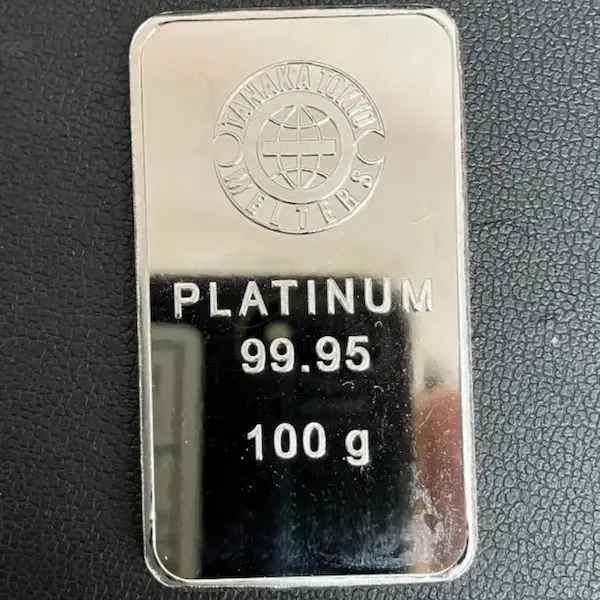 TANAKA TOKYO
MELTERS
PLATINUM
99.95
100 g